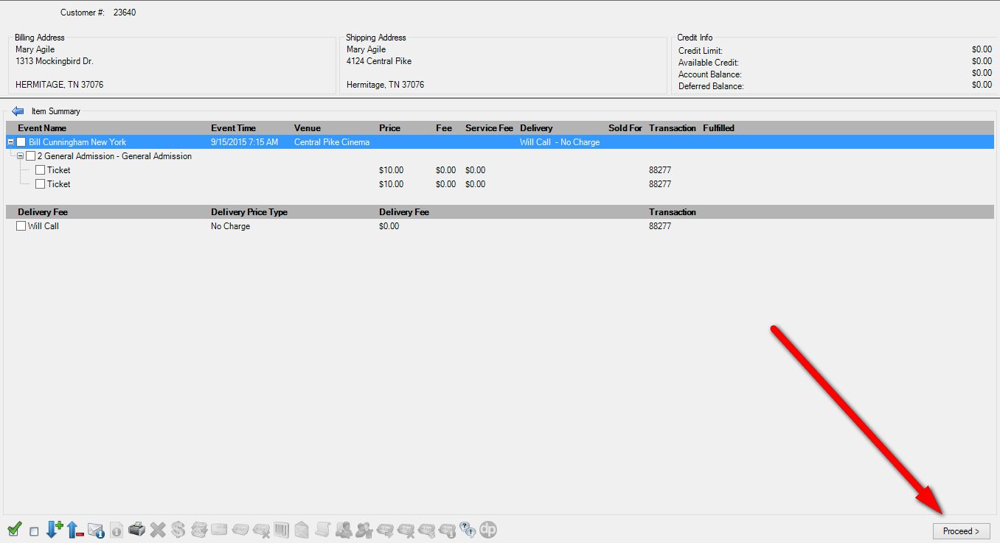 Customer #: 23640
Billing Address
Mary Agile
1313 Mockingbird Dr.
HERMITAGE, TN 37076
Shipping Address
Mary Agile
4124 Central Pike
Hermitage, TN 37076
Credit Info
Credit Limit: $0.00
Available Credit: $0.00
Account Balance: $0.00
Deferred Balance: $0.00
Item Summary
Event Name Event Time Venue Price Fee Service Fee Delivery Sold For Transaction Fulfilled
Bill Cunningham New York 9/15/2015 7:15 AM Central Pike Cinema Will Call - No Charge
2 General Admission - General Admission
Ticket $10.00 $0.00 $0.00 88277
Ticket $10.00 $0.00 $0.00 88277
Delivery Fee Delivery Price Type Delivery Fee Transaction
Will Call No Charge $0.00 88277
dp
Proceed >